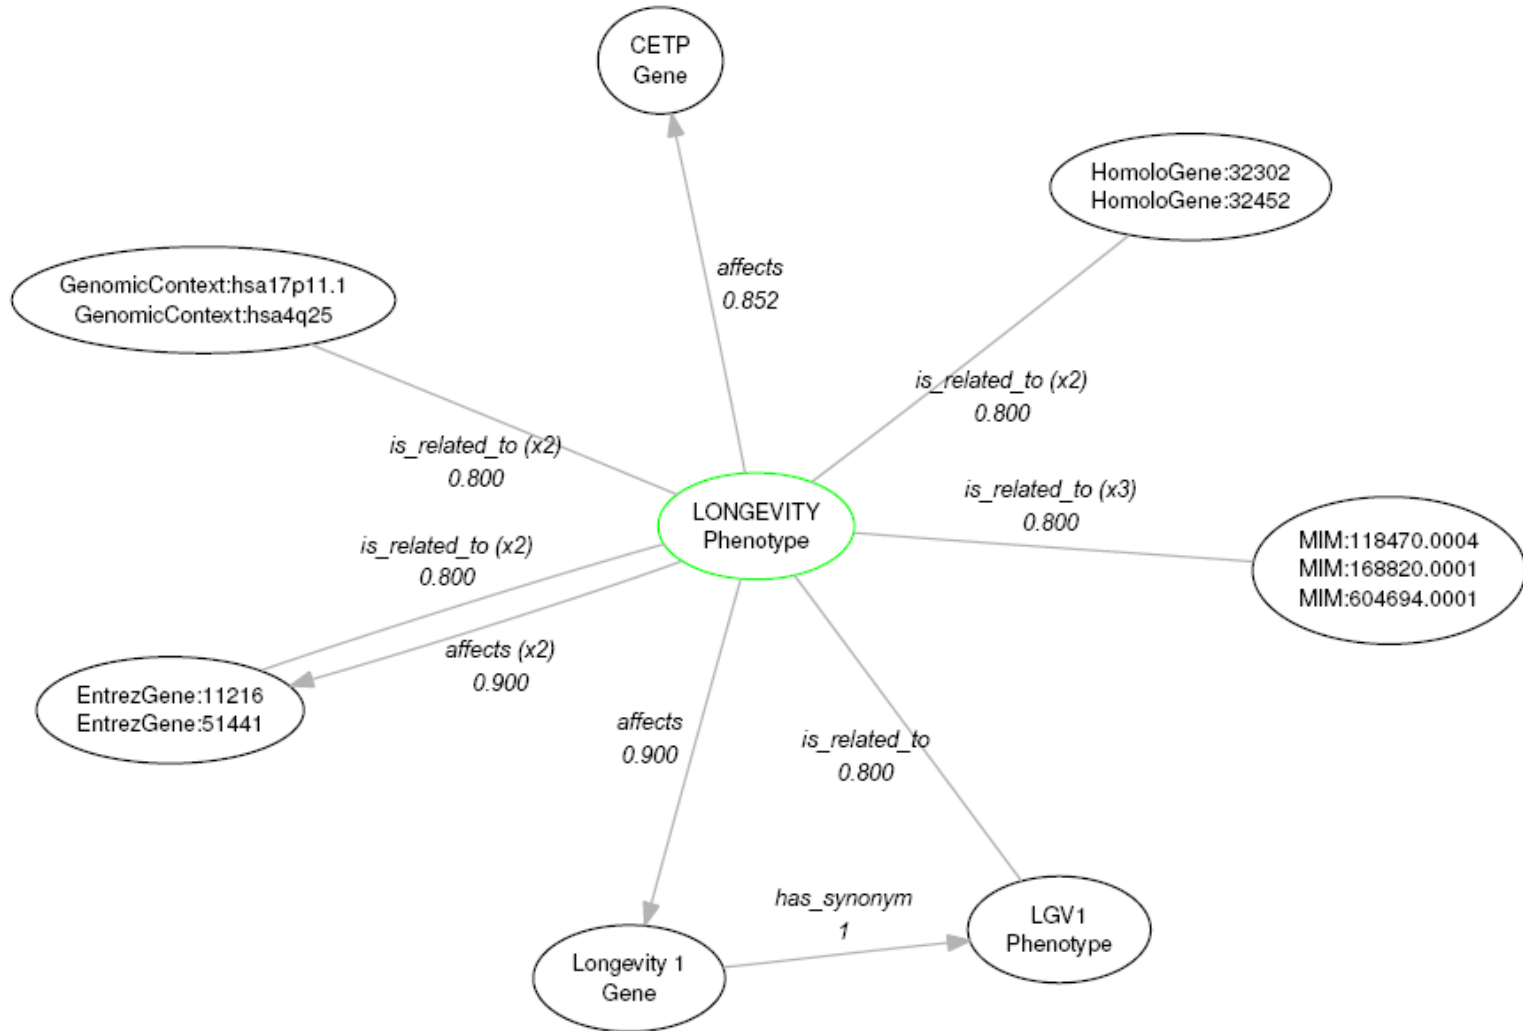 CETP
Gene
HomoloGene:32302
HomoloGene:32452
GenomicContext:hsa17p11.1
GenomicContext:hsa4q25
affects
0.852
is_related_to (x2)
0.800
is_related_to (x2)
0.800
LONGEVITY
Phenotype
is_related_to (x3)
0.800
MIM:118470.0004
MIM:168820.0001
MIM:604694.0001
is_related_to (x2)
0.800
affects (x2)
0.900
EntrezGene:11216
EntrezGene:51441
affects
0.900
is_related_to
0.800
has_synonym
1
LGV1
Phenotype
Longevity 1
Gene